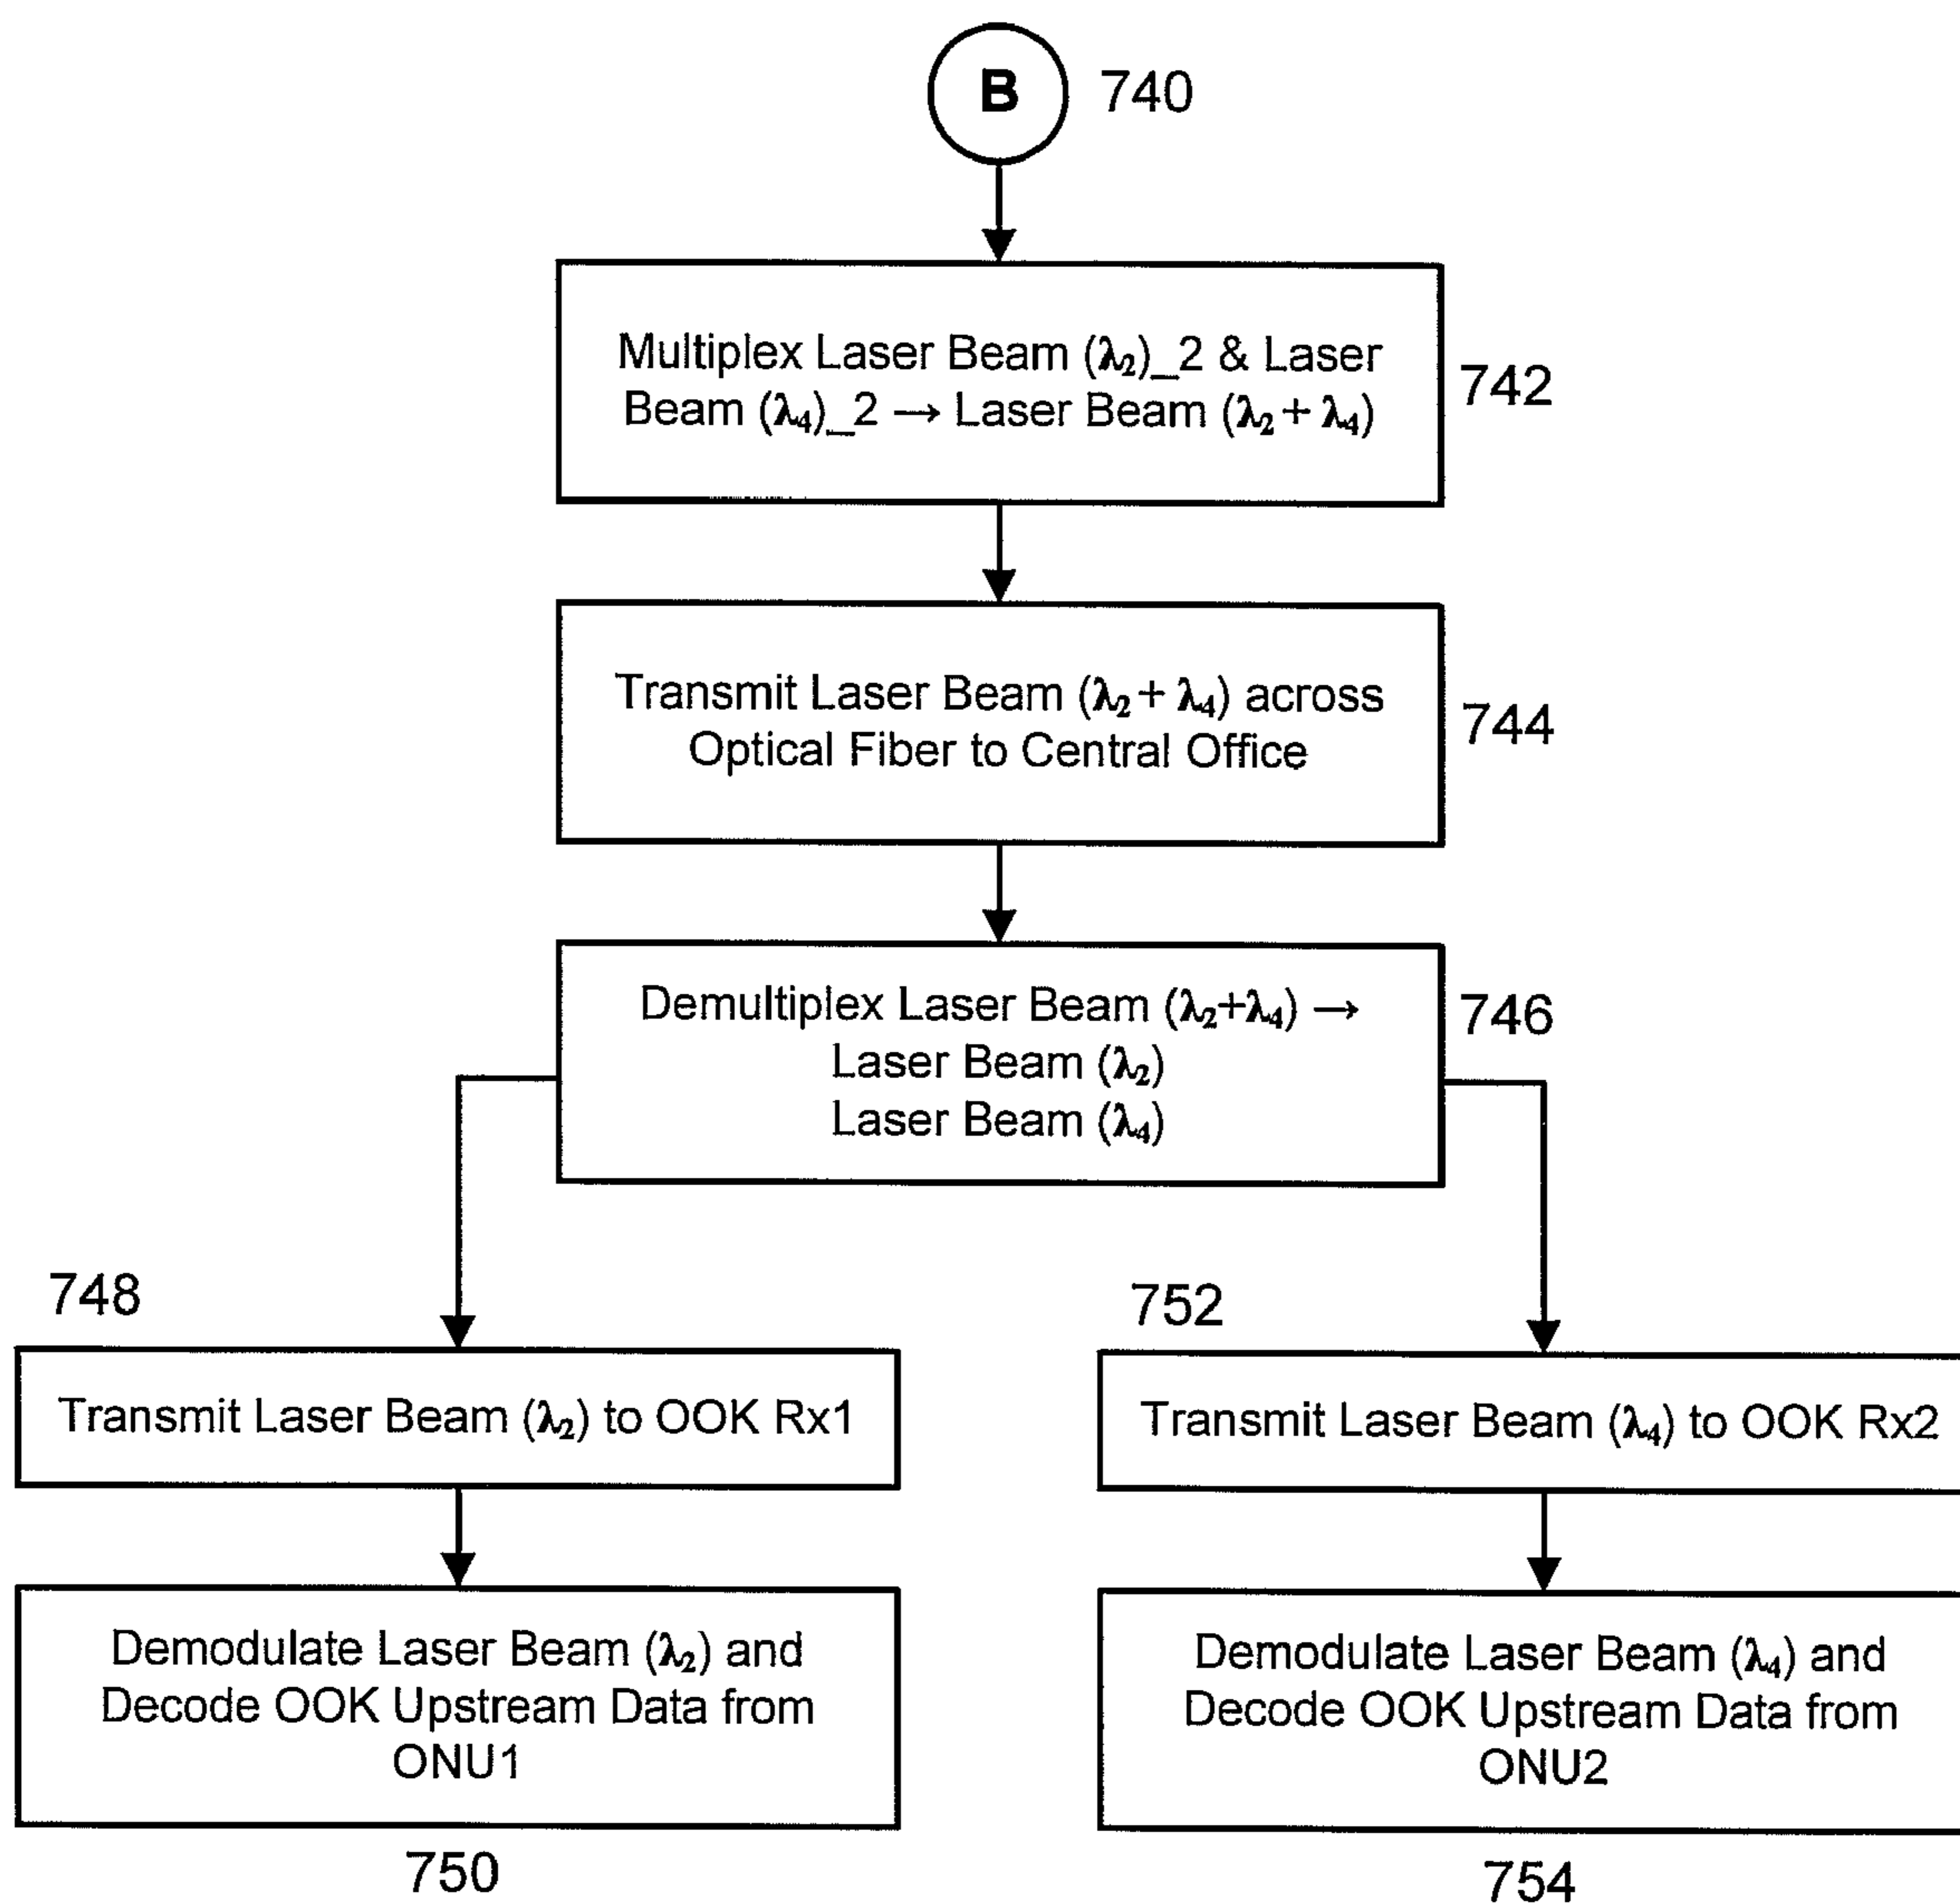 B 740
Multiplex Laser Beam (λ₂)_2 & Laser
Beam (λ₄)_2 → Laser Beam (λ₂ + λ₄)
742
Transmit Laser Beam (λ₂ + λ₄) across
Optical Fiber to Central Office
744
Demultiplex Laser Beam (λ₂+λ₄) →
Laser Beam (λ₂)
Laser Beam (λ₄)
746
748
Transmit Laser Beam (λ₂) to OOK Rx1
752
Transmit Laser Beam (λ₄) to OOK Rx2
Demodulate Laser Beam (λ₂) and
Decode OOK Upstream Data from
ONU1
750
Demodulate Laser Beam (λ₄) and
Decode OOK Upstream Data from
ONU2
754